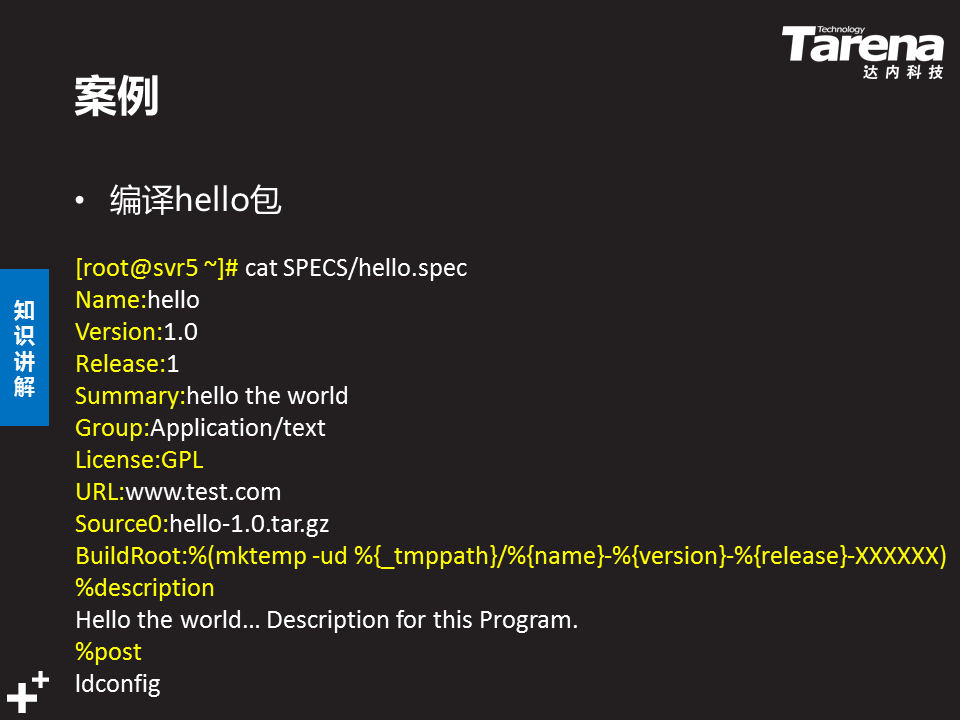 Technology
Tarena
达内科技
案例
• 编译hello包
[root@svr5 ~]# cat SPECS/hello.spec
Name:hello
Version:1.0
Release:1
Summary:hello the world
Group:Application/text
License:GPL
URL:www.test.com
Source0:hello-1.0.tar.gz
BuildRoot:%(mktemp -ud %{_tmppath}/%{name}-%{version}-%{release}-XXXXXX)
%description
Hello the world... Description for this Program.
%post
ldconfig
知识讲解